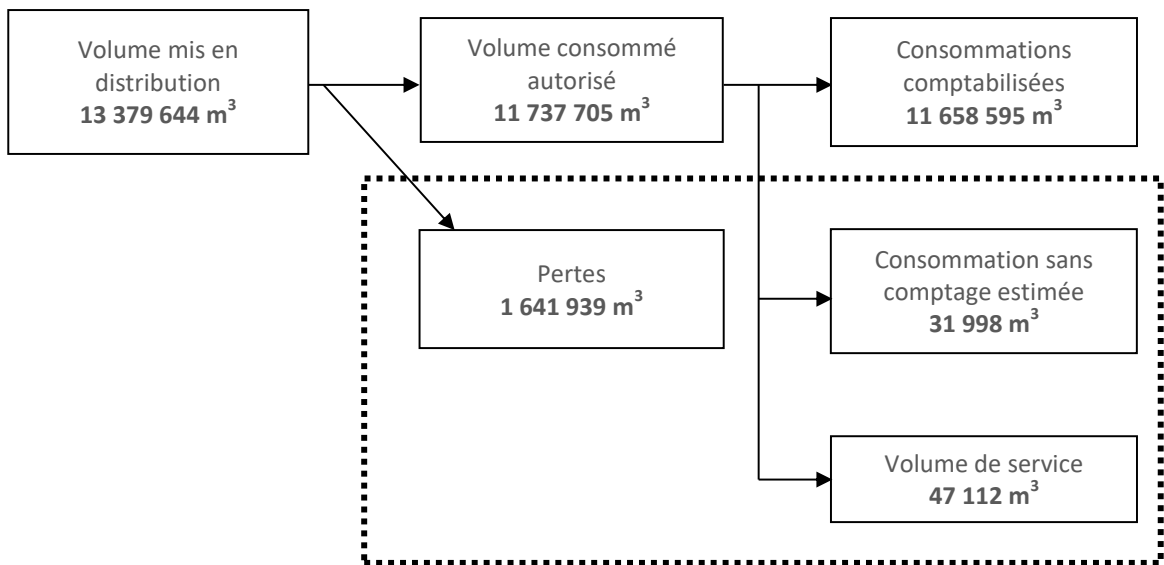 Volume mis en
distribution
13 379 644 m³
Volume consommé
autorisé
11 737 705 m³
Consommations
comptabilisées
11 658 595 m³
Pertes
1 641 939 m³
Consommation sans
comptage estimée
31 998 m³
Volume de service
47 112 m³